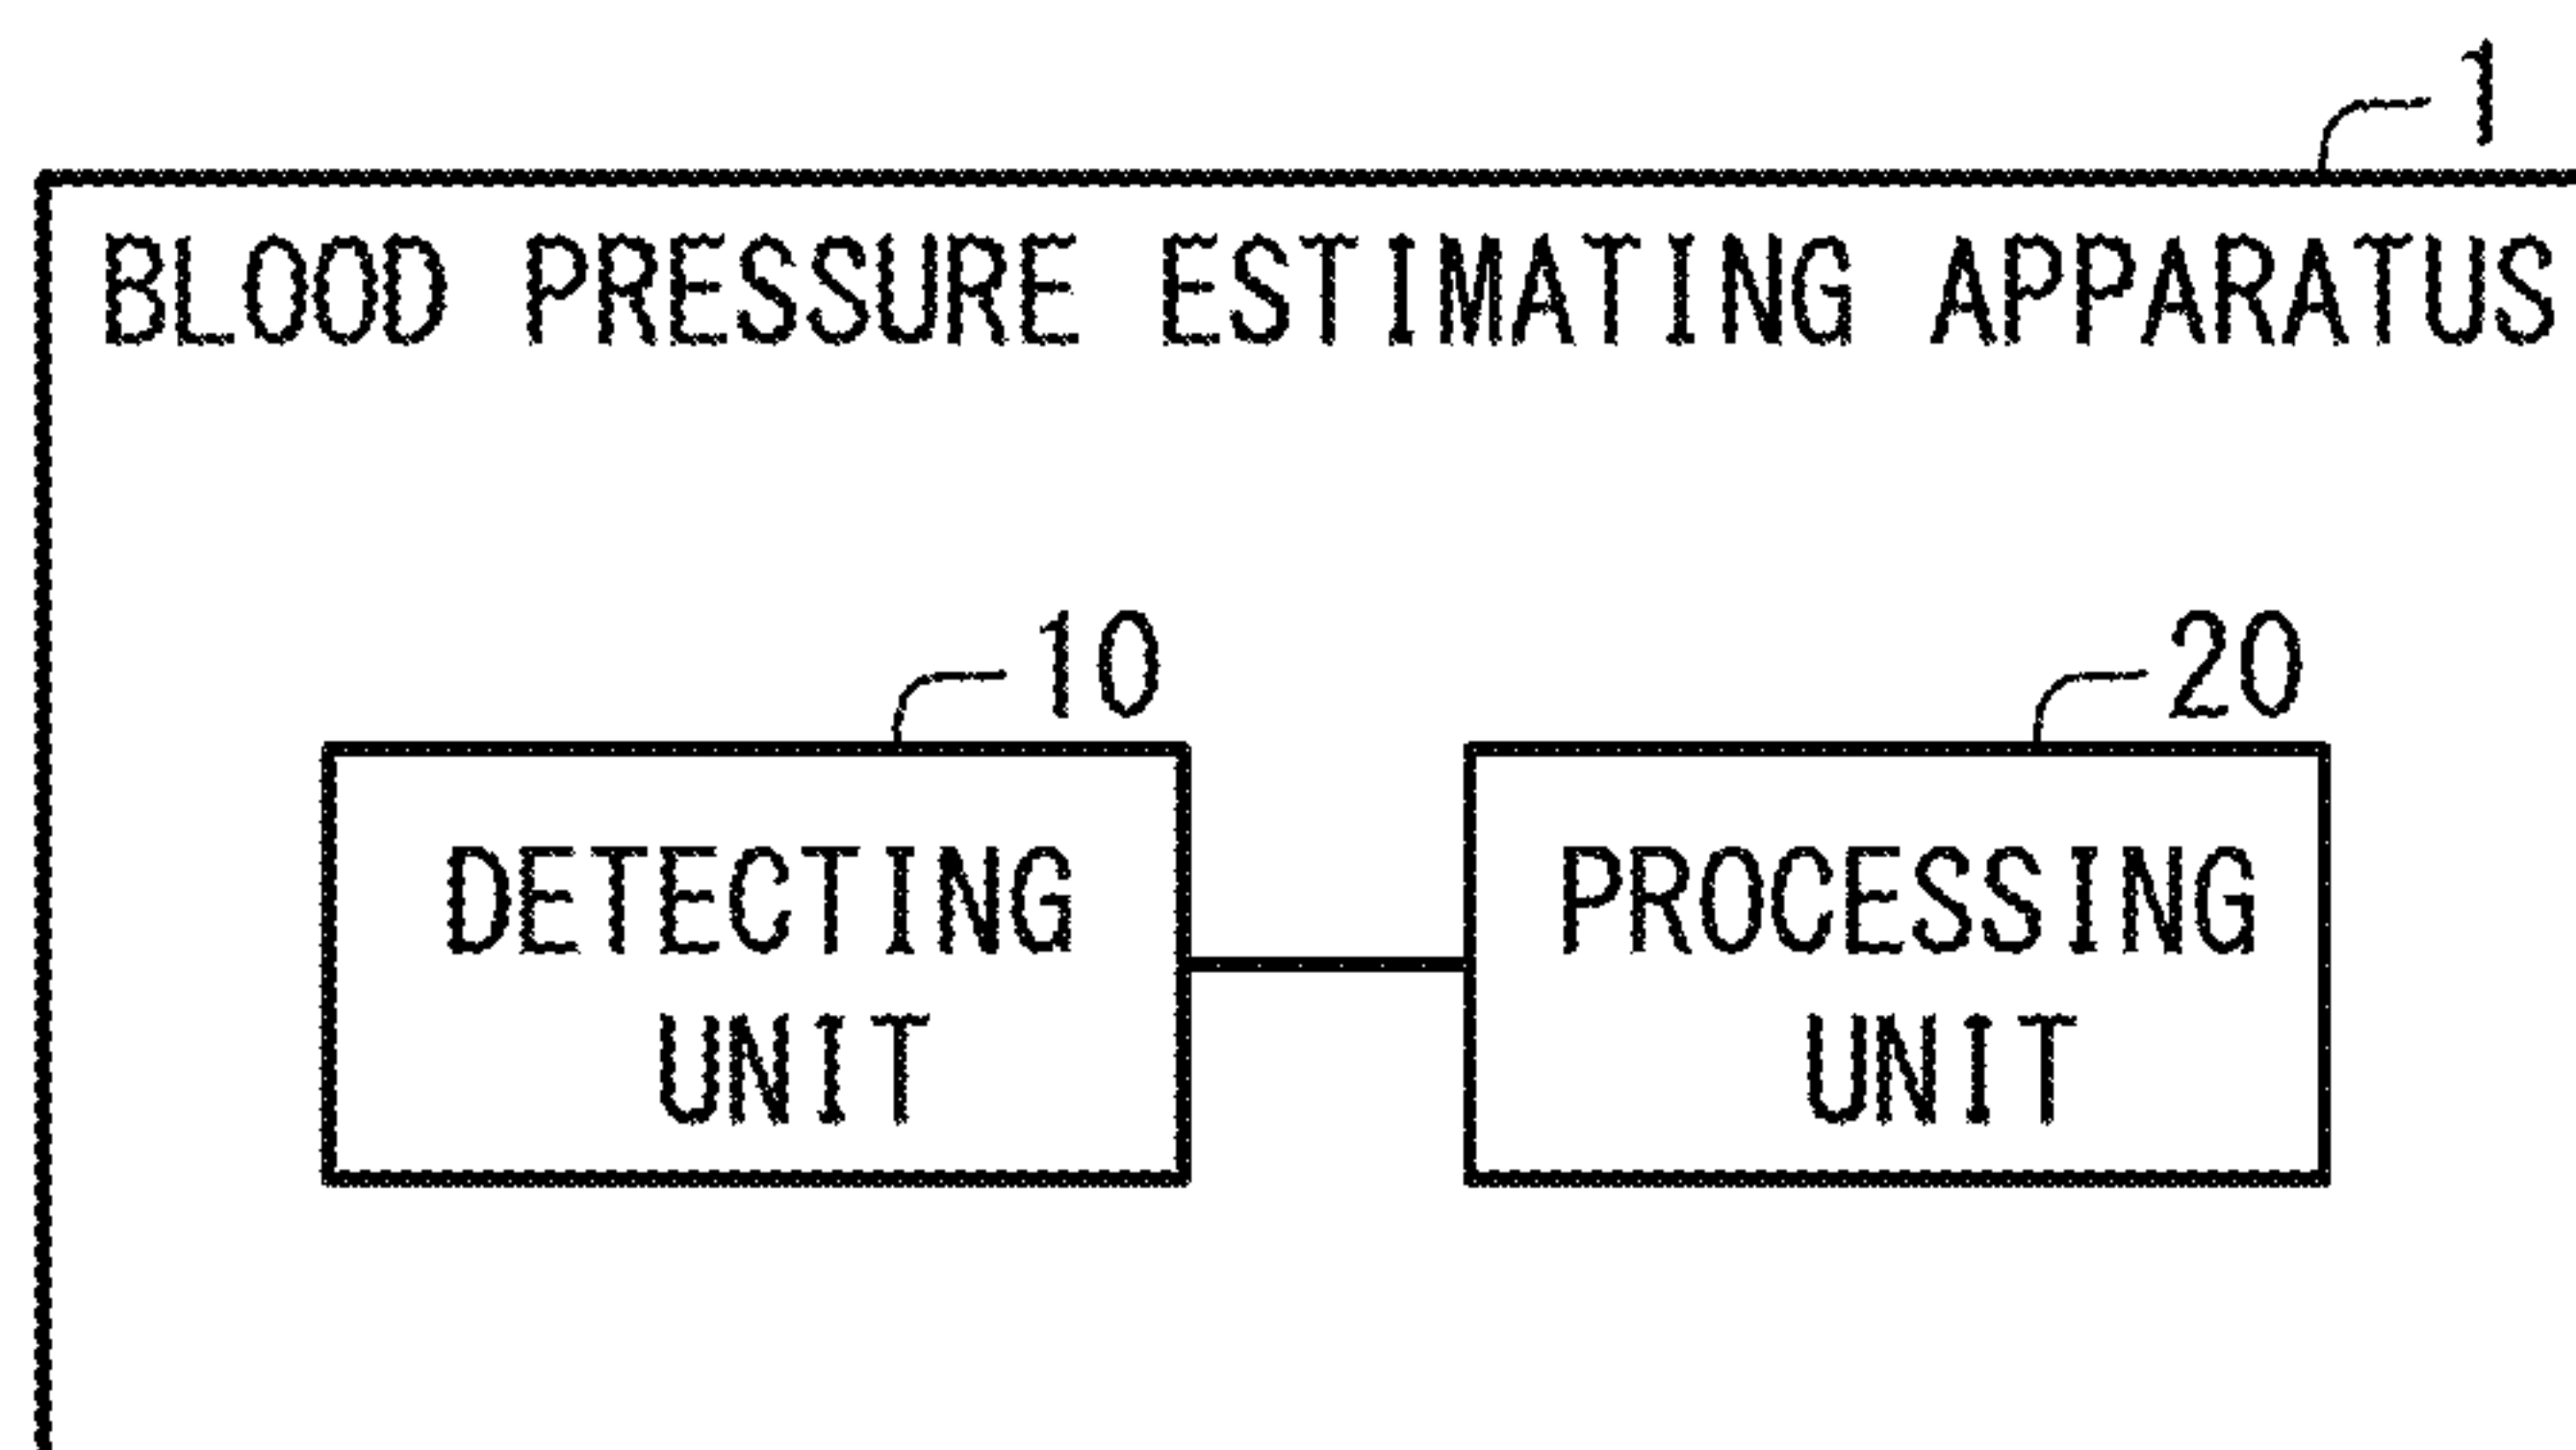 1
BLOOD PRESSURE ESTIMATING APPARATUS
10
20
DETECTING
UNIT
PROCESSING
UNIT